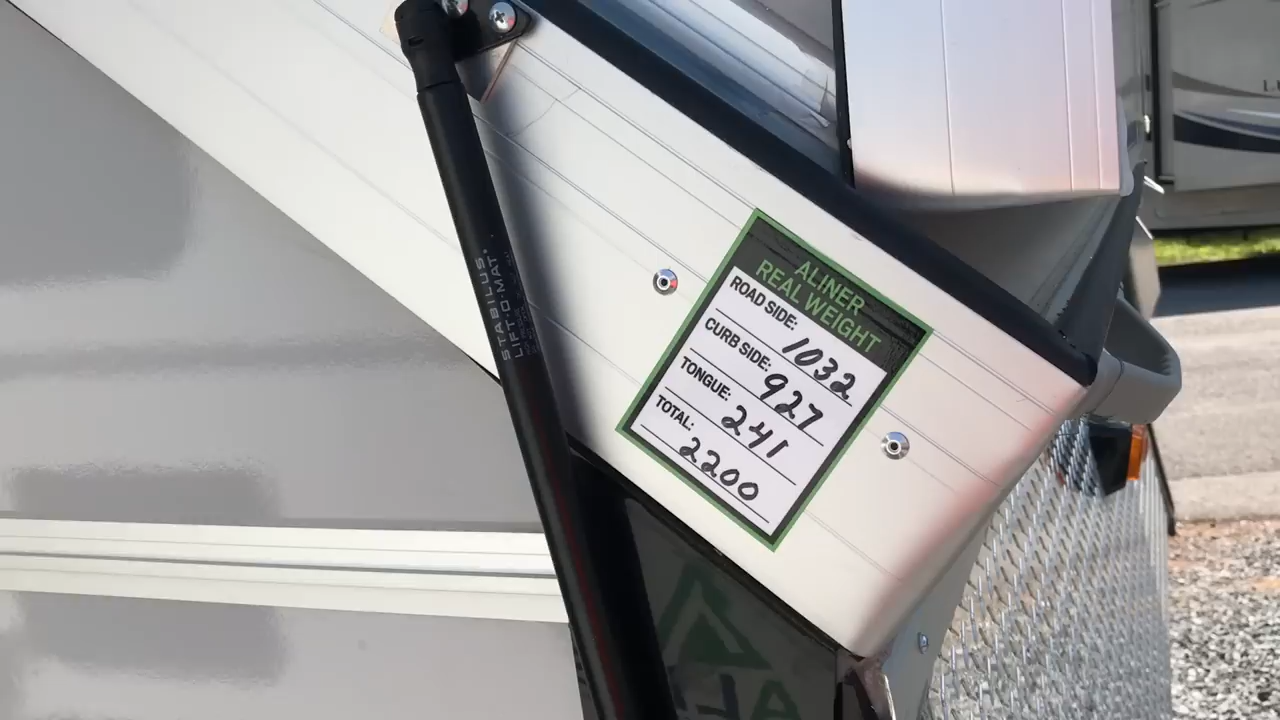 STABILUS
LIFT-O-MAT
ALINER
REAL WEIGHT
ROAD SIDE: 1032
CURB SIDE: 927
TONGUE: 241
TOTAL: 2200